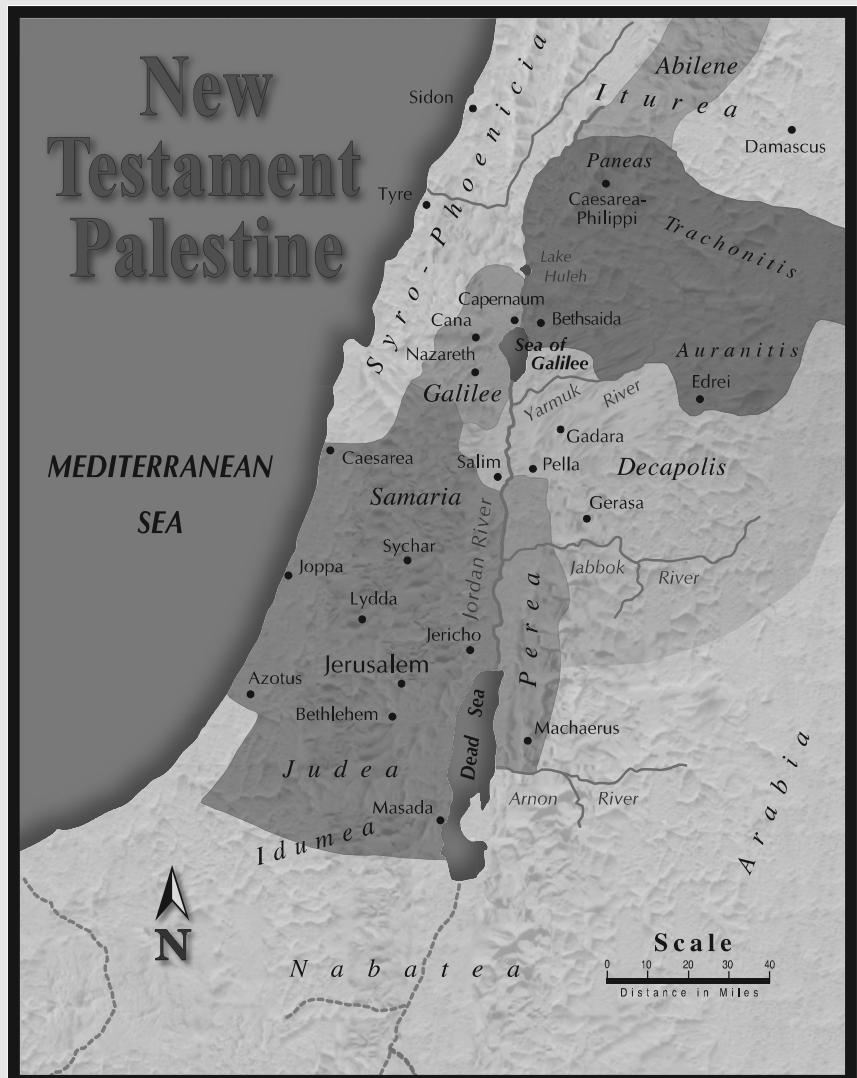 New
Testament
Palestine
Abilene
Iturea
Sidon
Damascus
Paneas
Tyre
Caesarea-
Philippi
Syro-Phoenicia
Trachonitis
Lake
Huleh
Capernaum
Cana
Bethsaida
Nazareth
Sea of
Galilee
Auranitis
Galilee
Edrei
Yarmuk River
Gadara
MEDITERRANEAN
SEA
Caesarea
Salim
Pella
Decapolis
Samaria
Gerasa
Sychar
Jordan River
Joppa
Jabbok River
Lydda
Perea
Jericho
Jerusalem
Azotus
Bethlehem
Dead Sea
Machaerus
Judea
Arnon River
Masada
Idumea
Arabia
N
Nabatea
Scale
0 10 20 30 40
Distance in Miles